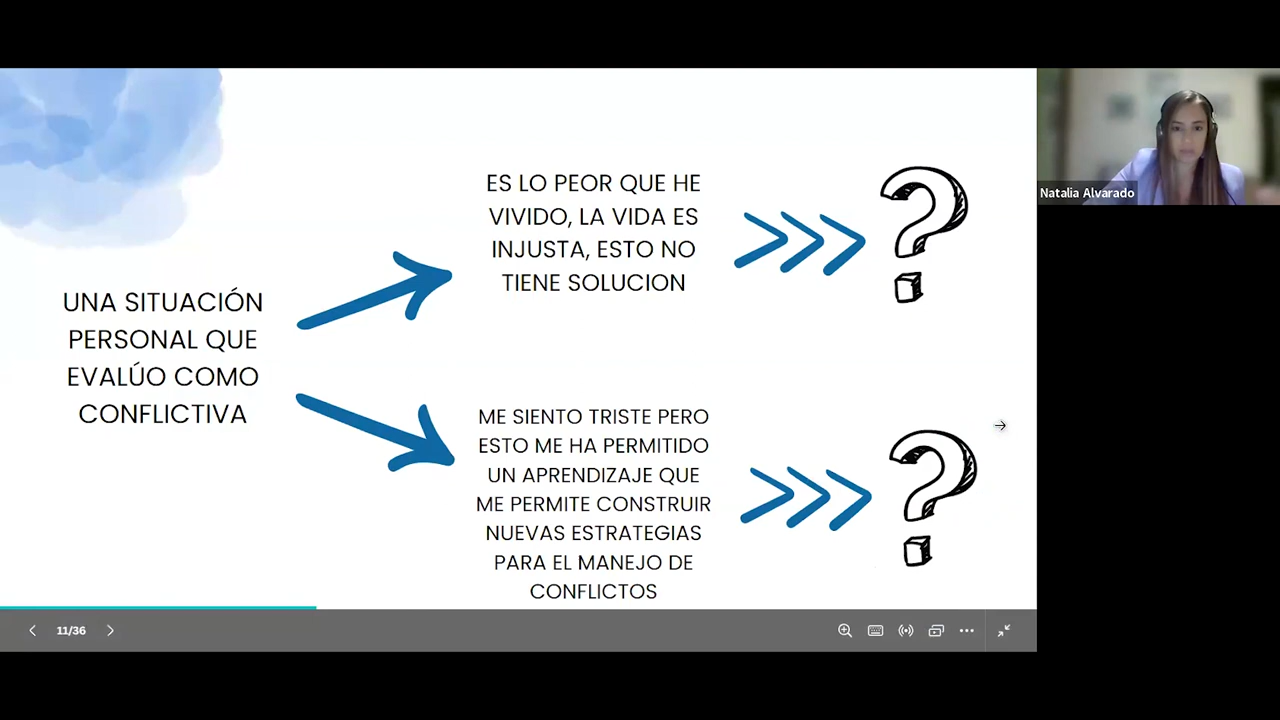 UNA SITUACIÓN
PERSONAL QUE
EVALÚO COMO
CONFLICTIVA
ES LO PEOR QUE HE
VIVIDO, LA VIDA ES
INJUSTA, ESTO NO
TIENE SOLUCION
?
ME SIENTO TRISTE PERO
ESTO ME HA PERMITIDO
UN APRENDIZAJE QUE
ME PERMITE CONSTRUIR
NUEVAS ESTRATEGIAS
PARA EL MANEJO DE
CONFLICTOS
?
11/36
Natalia Alvarado